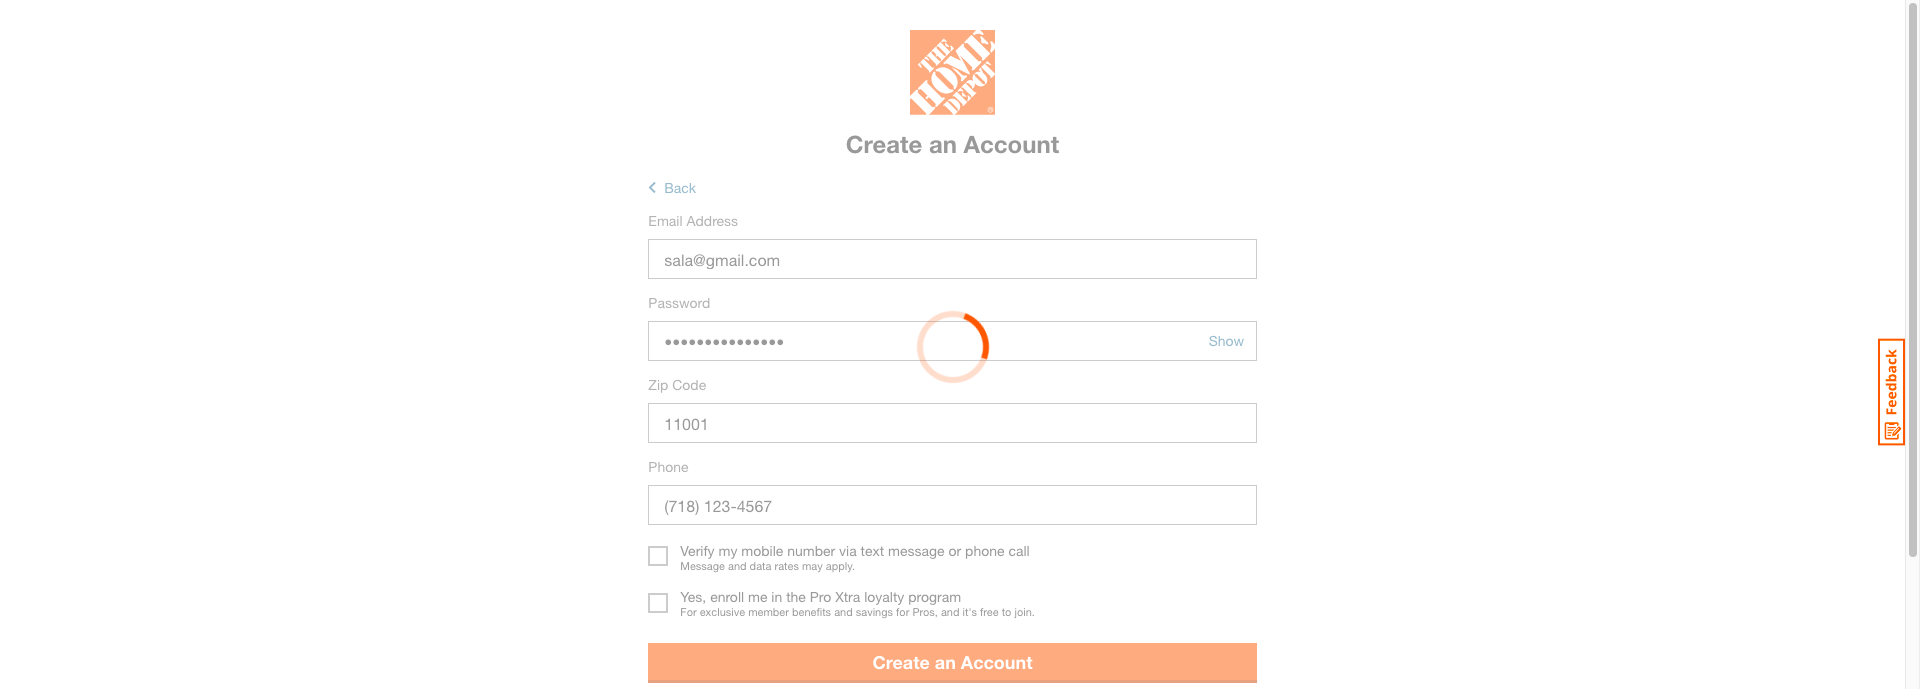 THE
HOME
DEPOT
Create an Account
Back
Email Address
sala@gmail.com
Password
•••••••••••••••
Show
Zip Code
11001
Phone
(718) 123-4567
Verify my mobile number via text message or phone call
Message and data rates may apply.
Yes, enroll me in the Pro Xtra loyalty program
For exclusive member benefits and savings for Pros, and it's free to join.
Create an Account
Feedback